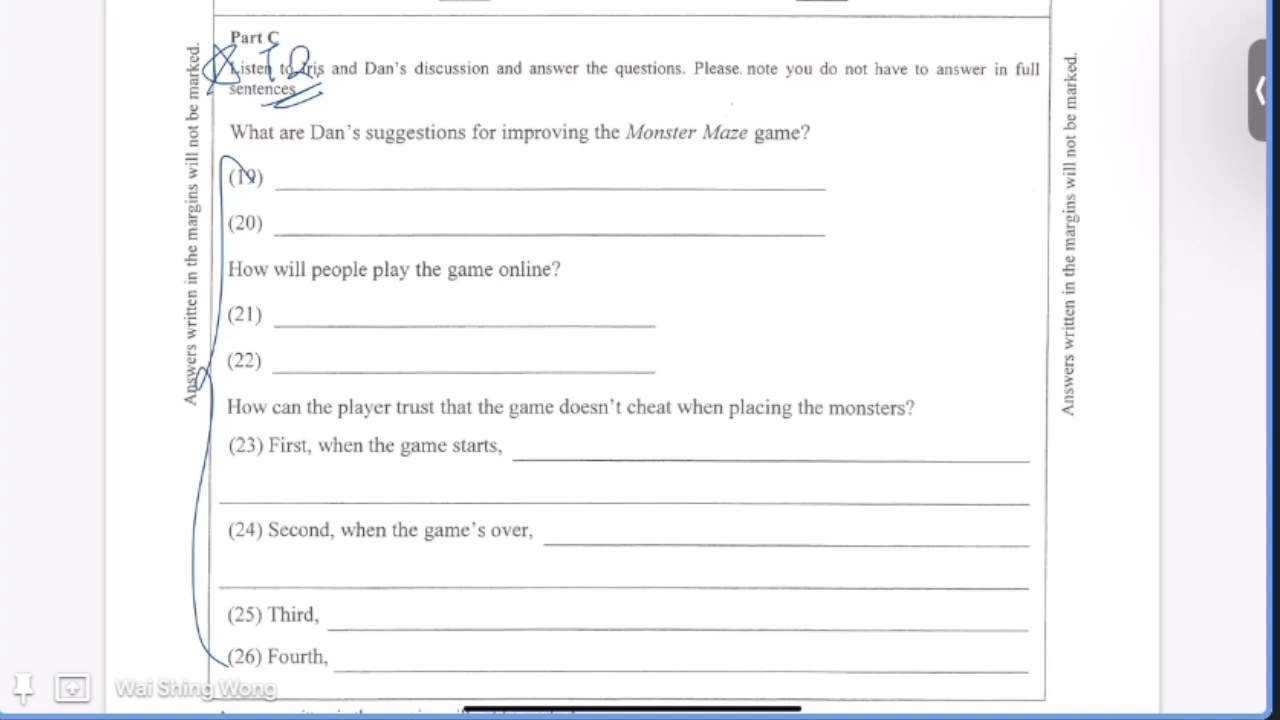 Part C
Listen to Iris and Dan's discussion and answer the questions. Please note you do not have to answer in full
sentences
What are Dan's suggestions for improving the Monster Maze game?
(19)
(20)
How will people play the game online?
(21)
(22)
How can the player trust that the game doesn't cheat when placing the monsters?
(23) First, when the game starts,
(24) Second, when the game's over,
(25) Third,
(26) Fourth,
Answers written in the margins will not be marked.
Answers written in the margins will not be marked.
Wai Shing Wong